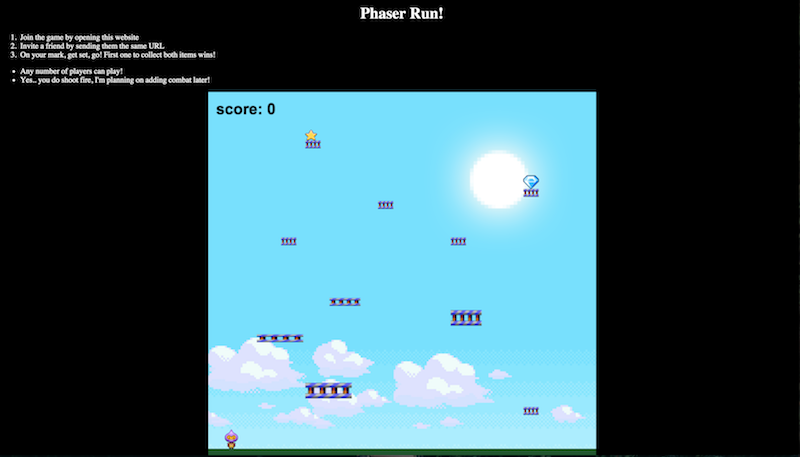 Phaser Run!
1. Join the game by opening this website
2. Invite a friend by sending them the same URL
3. On your mark, get set, go! First one to collect both items wins!
• Any number of players can play!
• Yes.. you do shoot fire, I'm planning on adding combat later!
score: 0